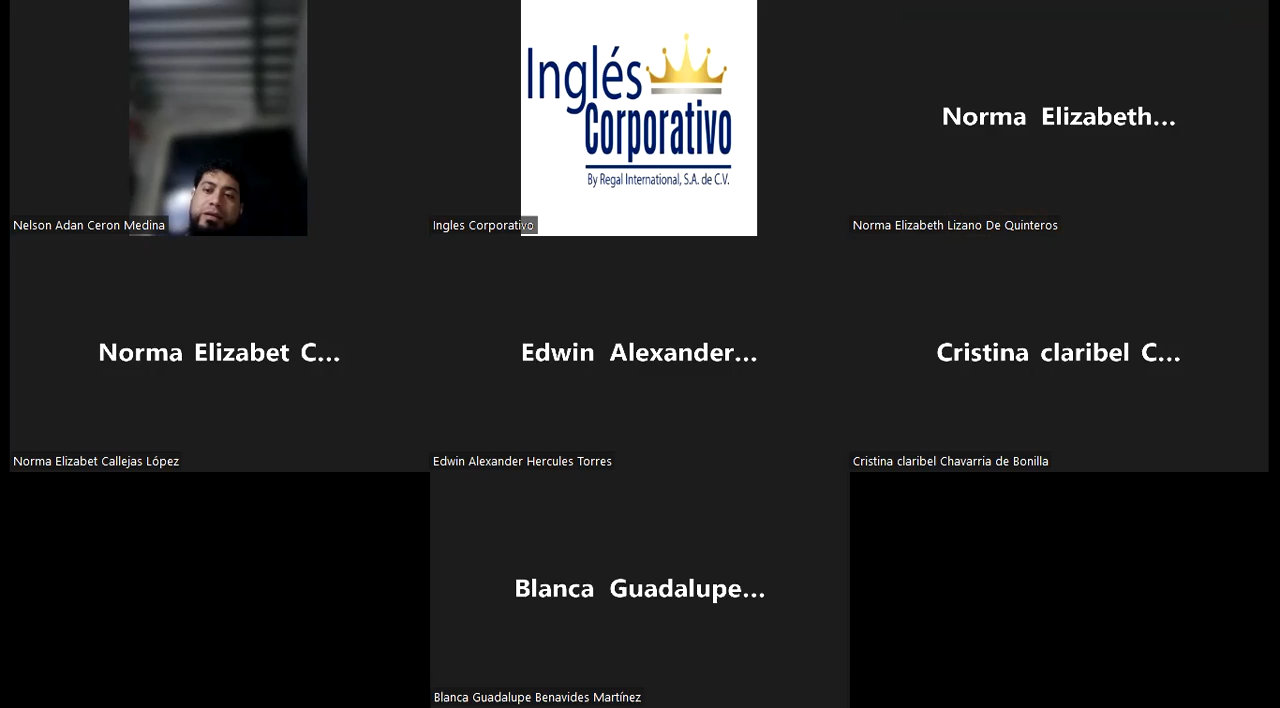 Inglés
Corporativo
By Regal International, S.A. de C.V.
Norma Elizabeth...
Nelson Adan Ceron Medina
Ingles Corporativo
Norma Elizabeth Lizano De Quinteros
Norma Elizabet C...
Edwin Alexander...
Cristina claribel C...
Norma Elizabet Callejas López
Edwin Alexander Hercules Torres
Cristina claribel Chavarria de Bonilla
Blanca Guadalupe...
Blanca Guadalupe Benavides Martínez